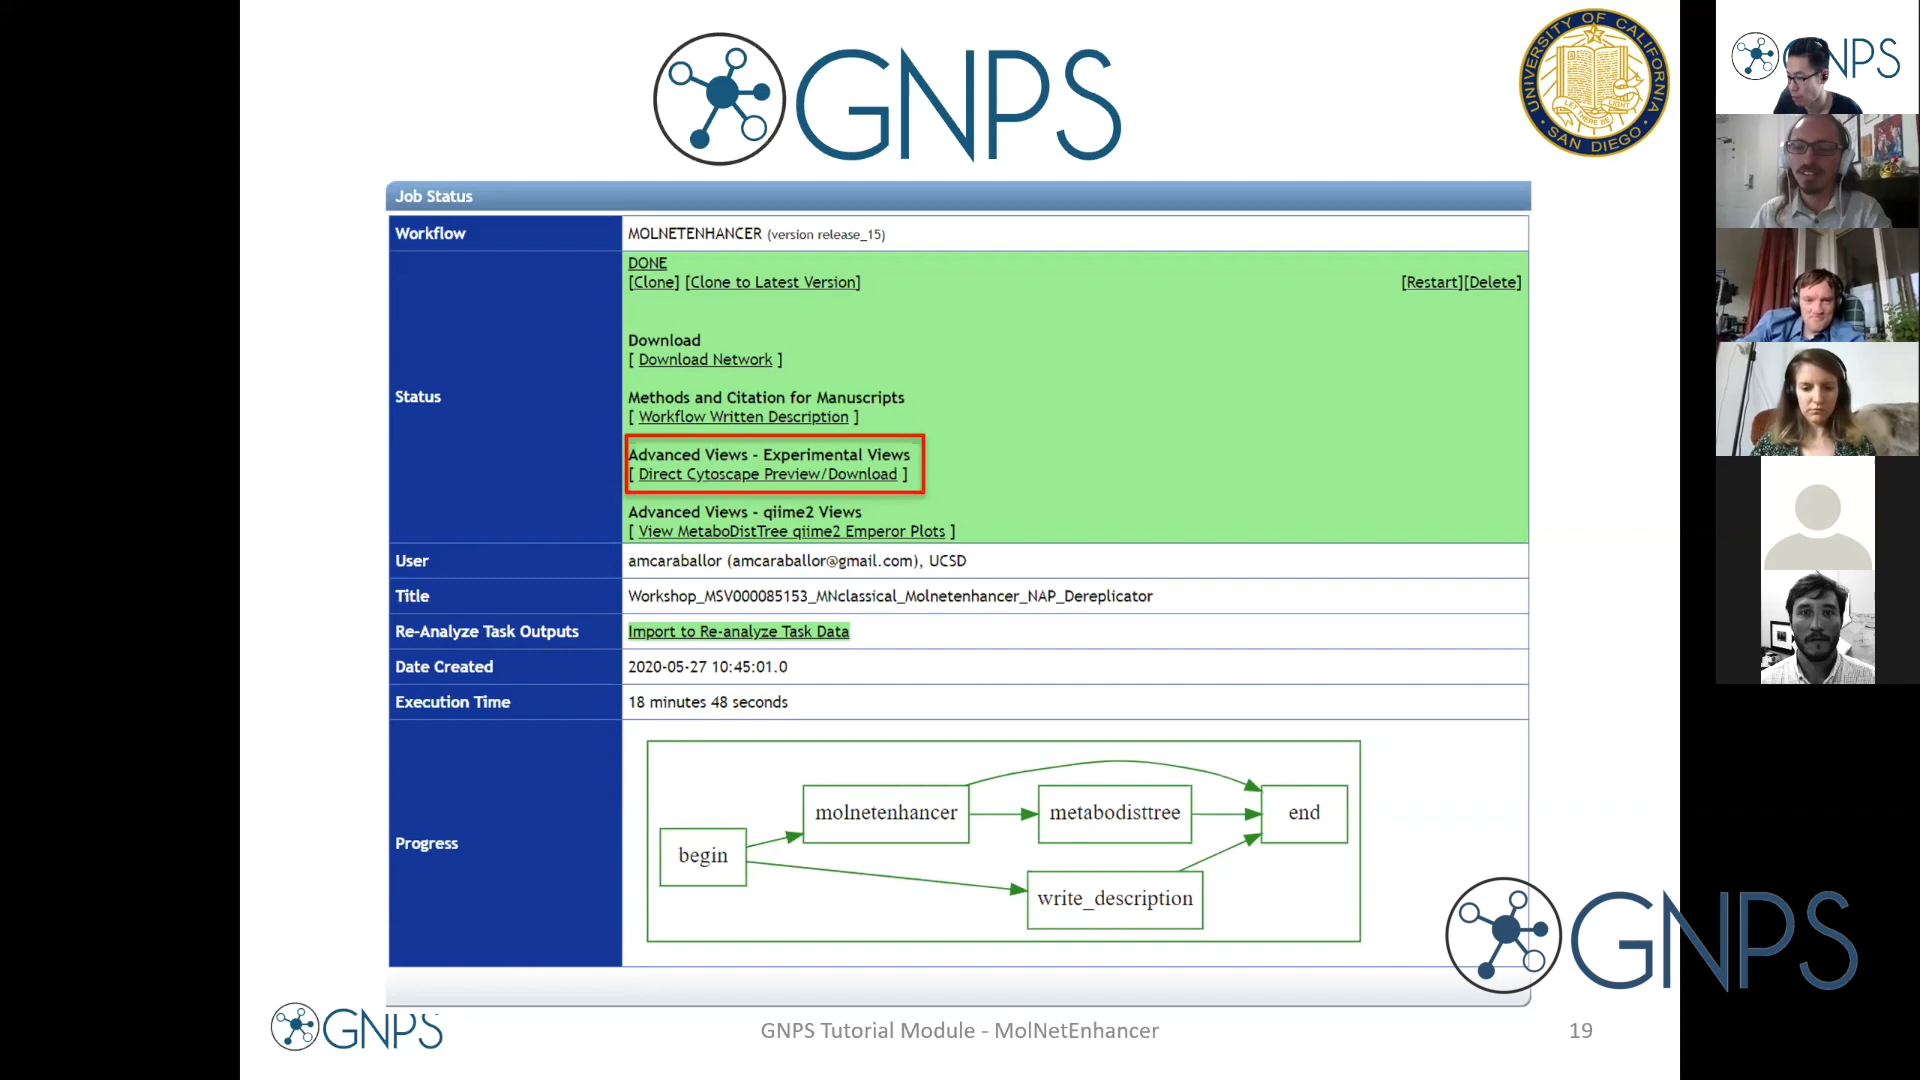 GNPS
UNIVERSITY OF CALIFORNIA
LET THERE BE LIGHT
SAN DIEGO
Job Status
Workflow
MOLNETENHANCER (version release_15)
Status
DONE
[Clone] [Clone to Latest Version]
[Restart][Delete]
Download
[ Download Network ]
Methods and Citation for Manuscripts
[ Workflow Written Description ]
Advanced Views - Experimental Views
[ Direct Cytoscape Preview/Download ]
Advanced Views - qiime2 Views
[ View MetaboDistTree qiime2 Emperor Plots ]
User
amcaraballor (amcaraballor@gmail.com), UCSD
Title
Workshop_MSV000085153_MNclassical_Molnetenhancer_NAP_Dereplicator
Re-Analyze Task Outputs
Import to Re-analyze Task Data
Date Created
2020-05-27 10:45:01.0
Execution Time
18 minutes 48 seconds
Progress
begin
molnetenhancer
metabodisttree
end
write_description
GNPS
GNPS
GNPS Tutorial Module - MolNetEnhancer
19
NPS